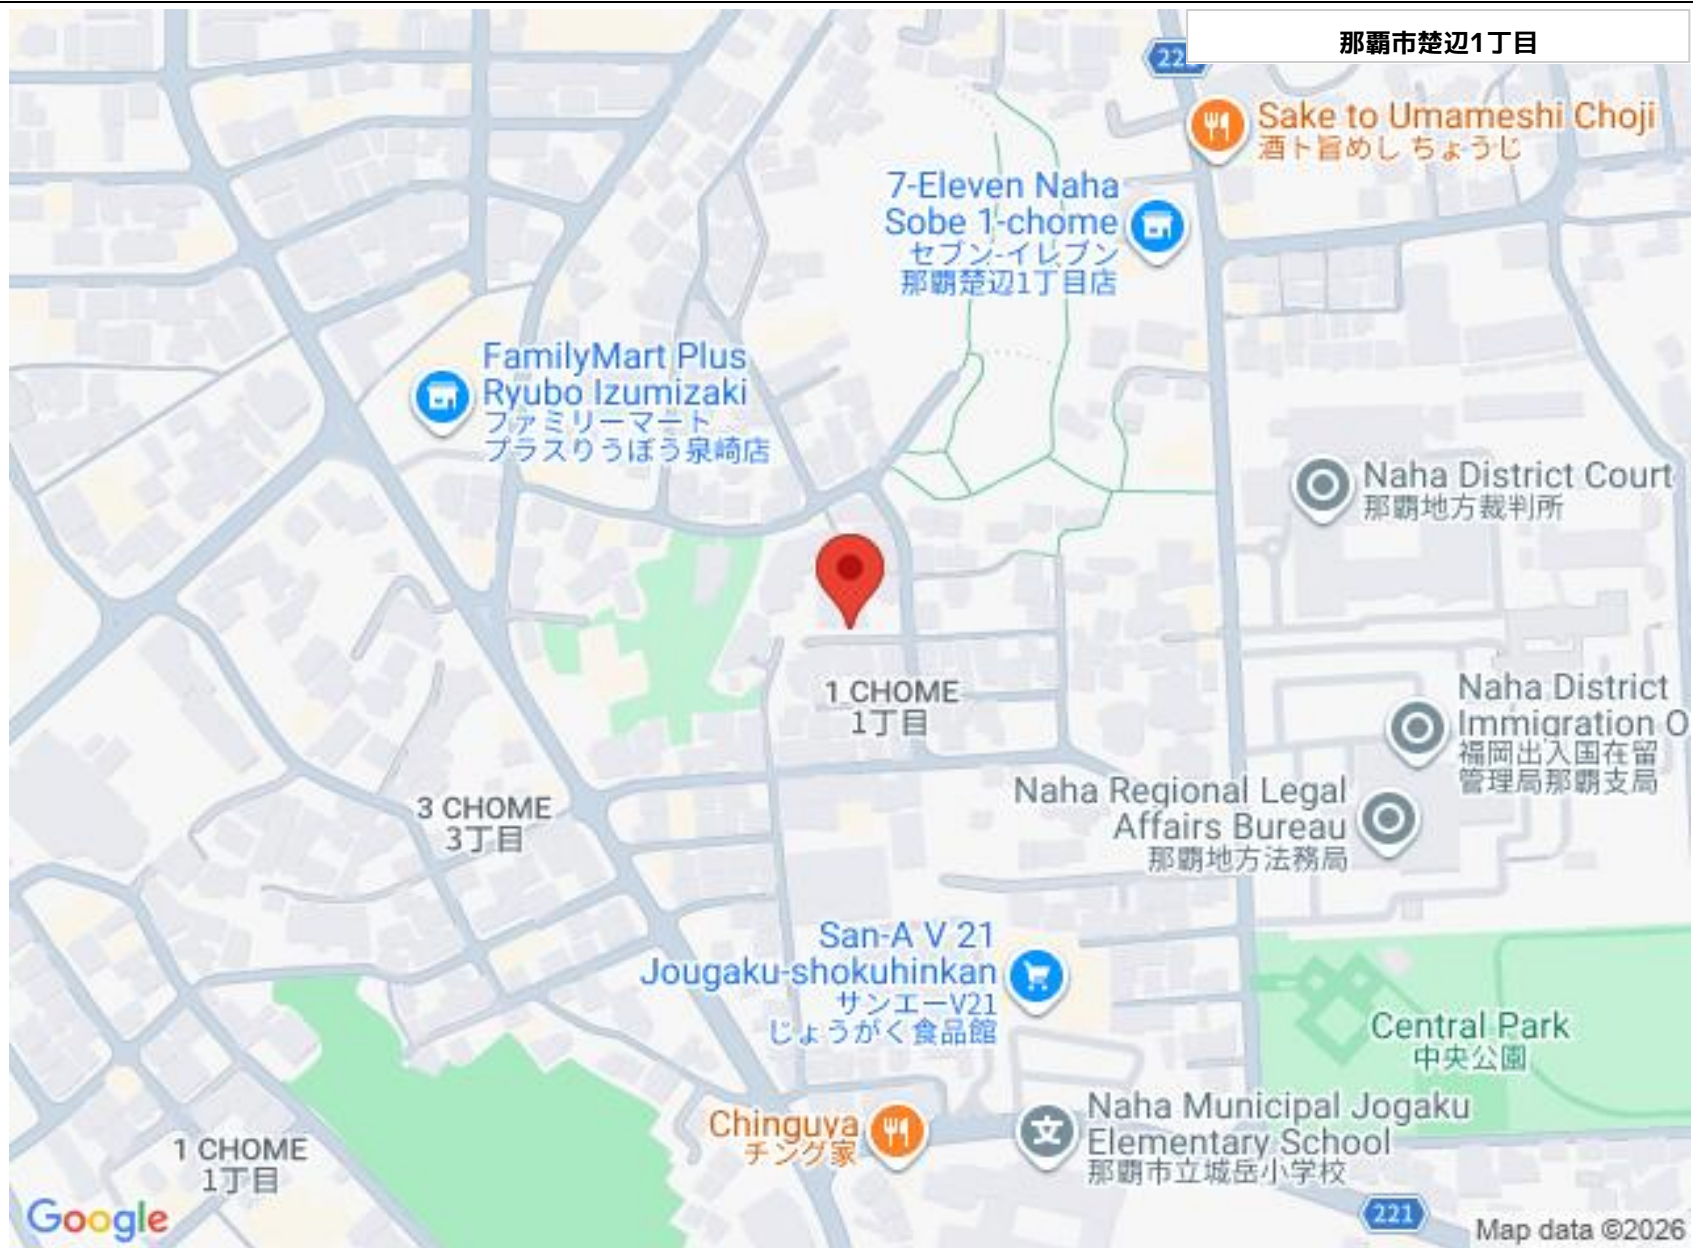 那覇市楚辺1丁目
Sake to Umameshi Choji
酒ト旨めし ちょうじ
7-Eleven Naha
Sobe 1-chome
セブン-イレブン
那覇楚辺1丁目店
FamilyMart Plus
Ryubo Izumizaki
ファミリーマート
プラスりうぼう泉崎店
Naha District Court
那覇地方裁判所
1 CHOME
1丁目
Naha District
Immigration O
福岡出入国在留
管理局那覇支局
Naha Regional Legal
Affairs Bureau
那覇地方法務局
3 CHOME
3丁目
San-A V 21
Jougaku-shokuhinkan
サンエーV21
じょうがく食品館
Central Park
中央公園
Chinguya
チング家
文
Naha Municipal Jogaku
Elementary School
那覇市立城岳小学校
1 CHOME
1丁目
221
Google
Map data ©2026